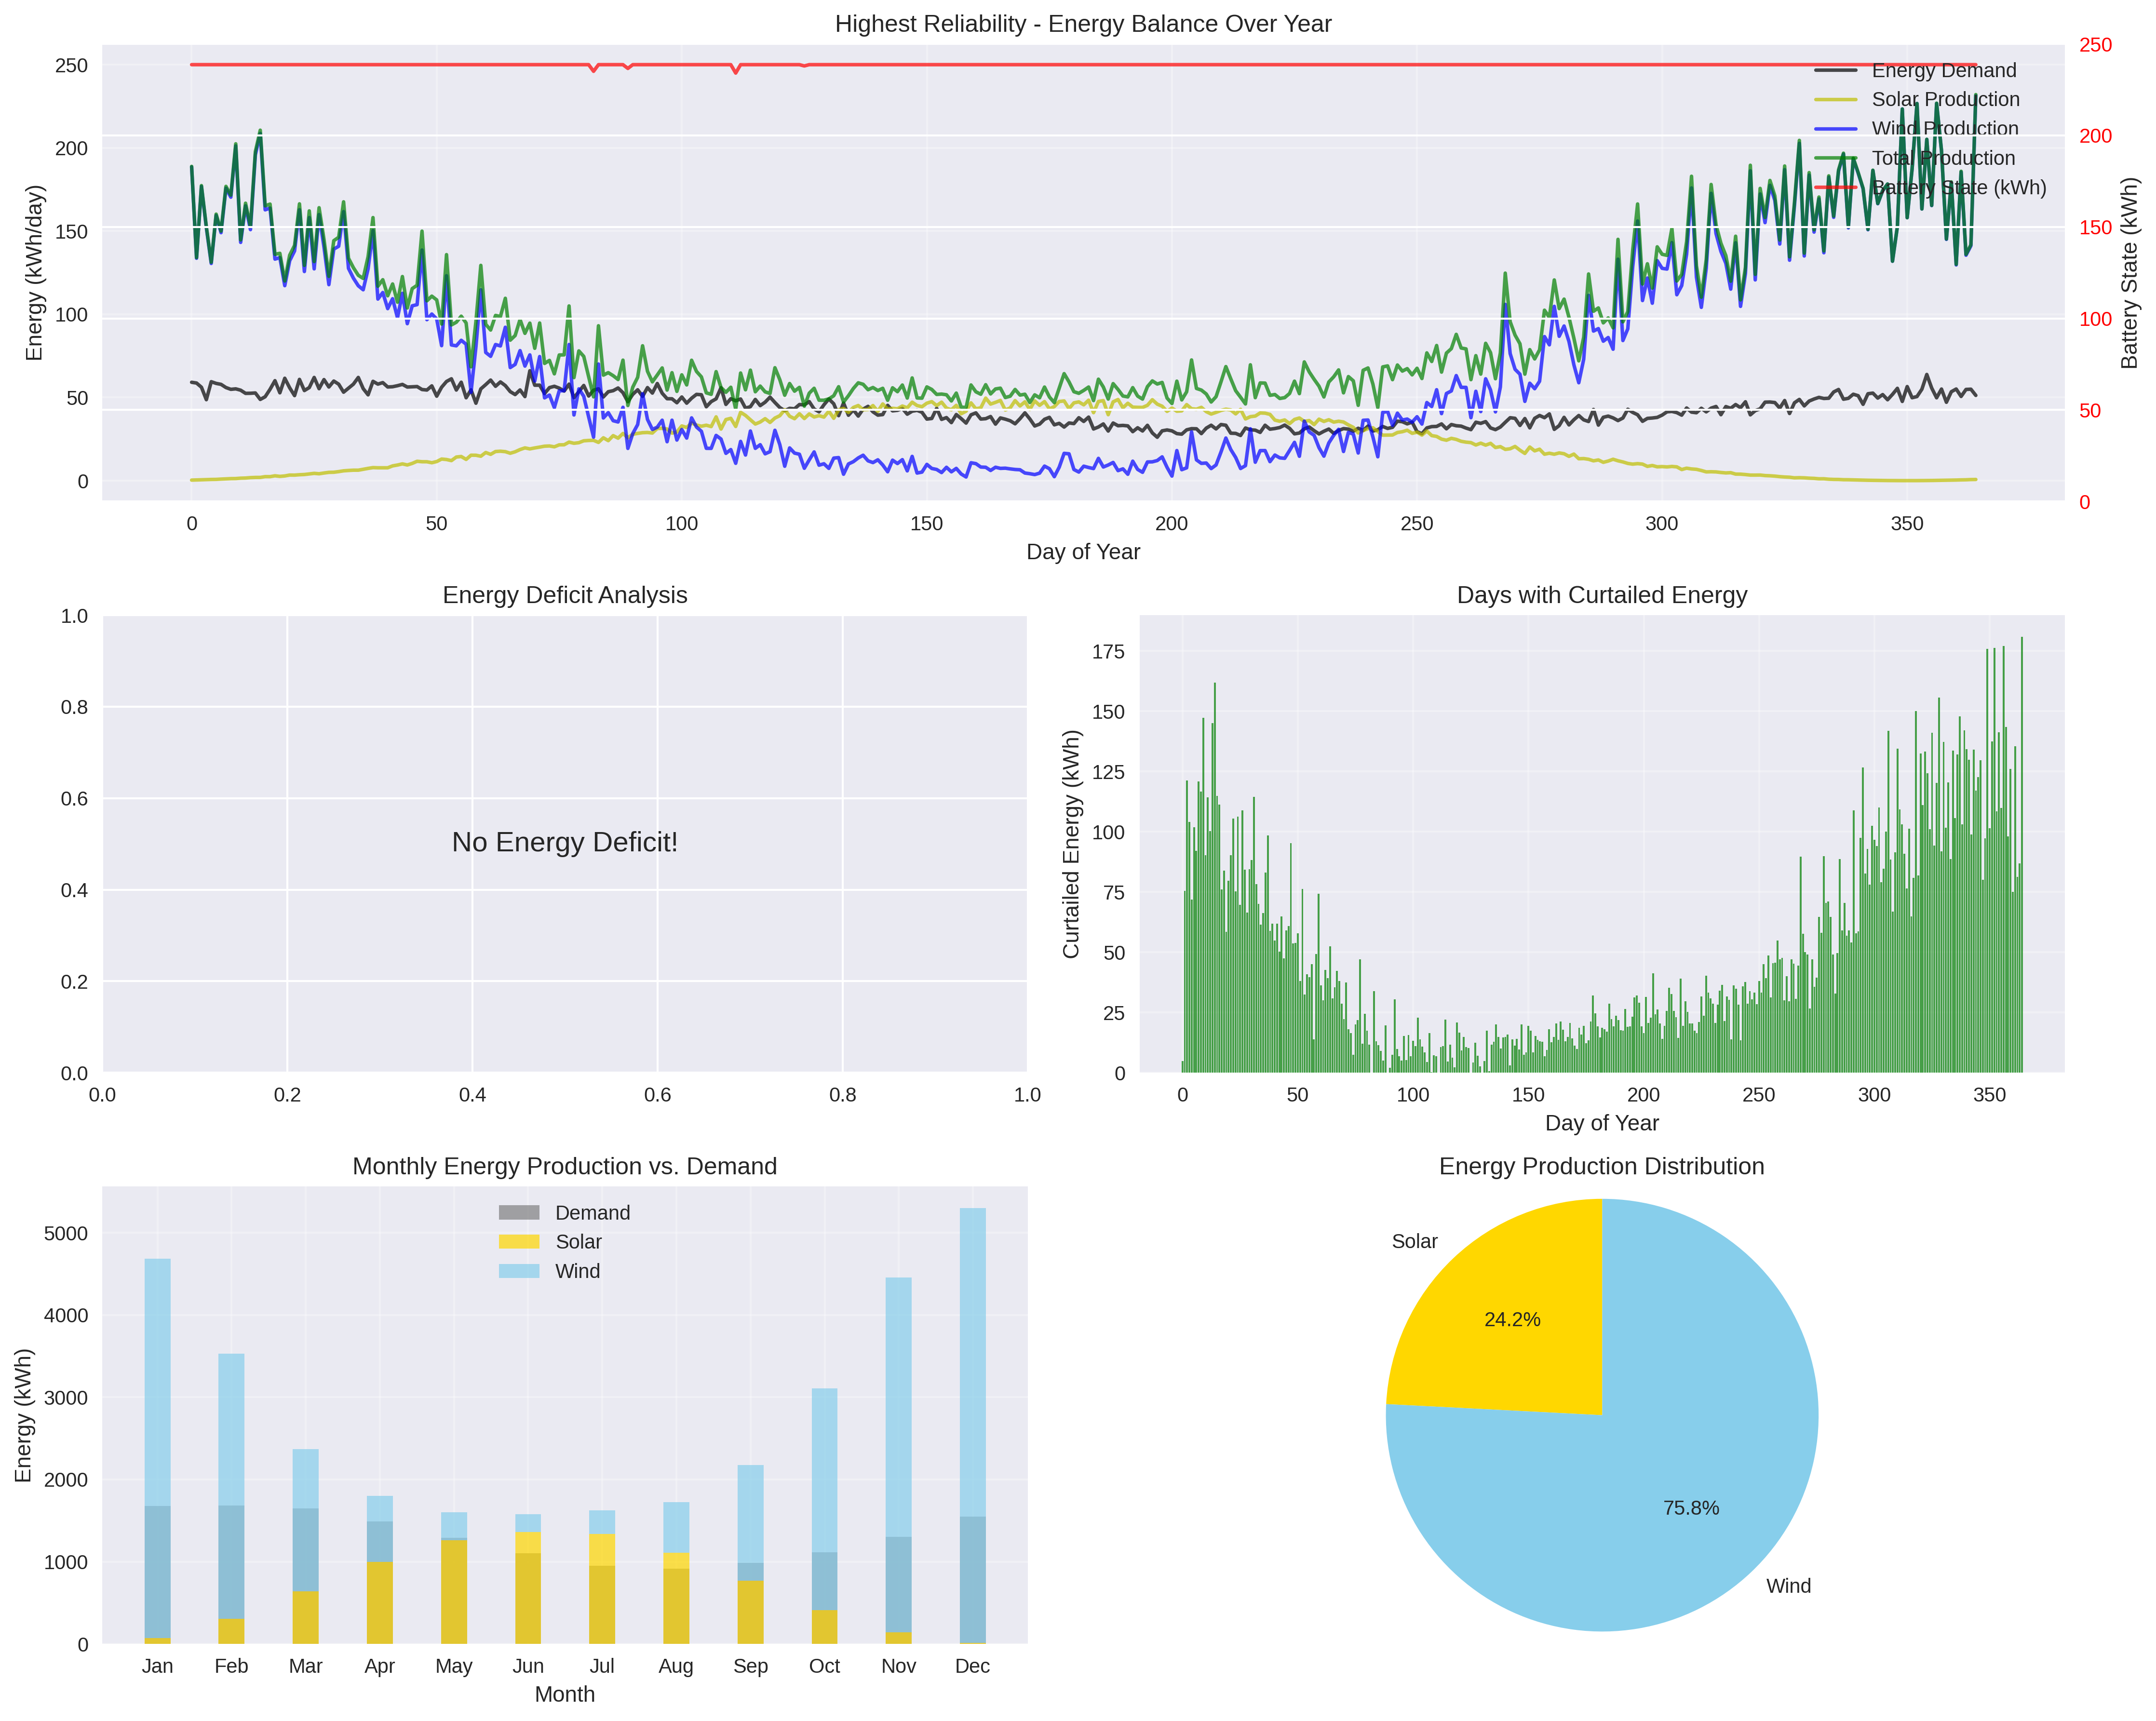 Highest Reliability - Energy Balance Over Year
Energy (kWh/day)
250
200
150
100
50
0
250
200
150
100
50
0
Battery State (kWh)
Energy Demand
Solar Production
Wind Production
Total Production
Battery State (kWh)
0 50 100 150 200 250 300 350
Day of Year
Energy Deficit Analysis
1.0
0.8
0.6
0.4
0.2
0.0
No Energy Deficit!
0.0 0.2 0.4 0.6 0.8 1.0
Days with Curtailed Energy
Curtailed Energy (kWh)
175
150
125
100
75
50
25
0
0 50 100 150 200 250 300 350
Day of Year
Monthly Energy Production vs. Demand
Energy (kWh)
5000
4000
3000
2000
1000
0
Demand
Solar
Wind
Jan Feb Mar Apr May Jun Jul Aug Sep Oct Nov Dec
Month
Energy Production Distribution
Solar
24.2%
75.8%
Wind